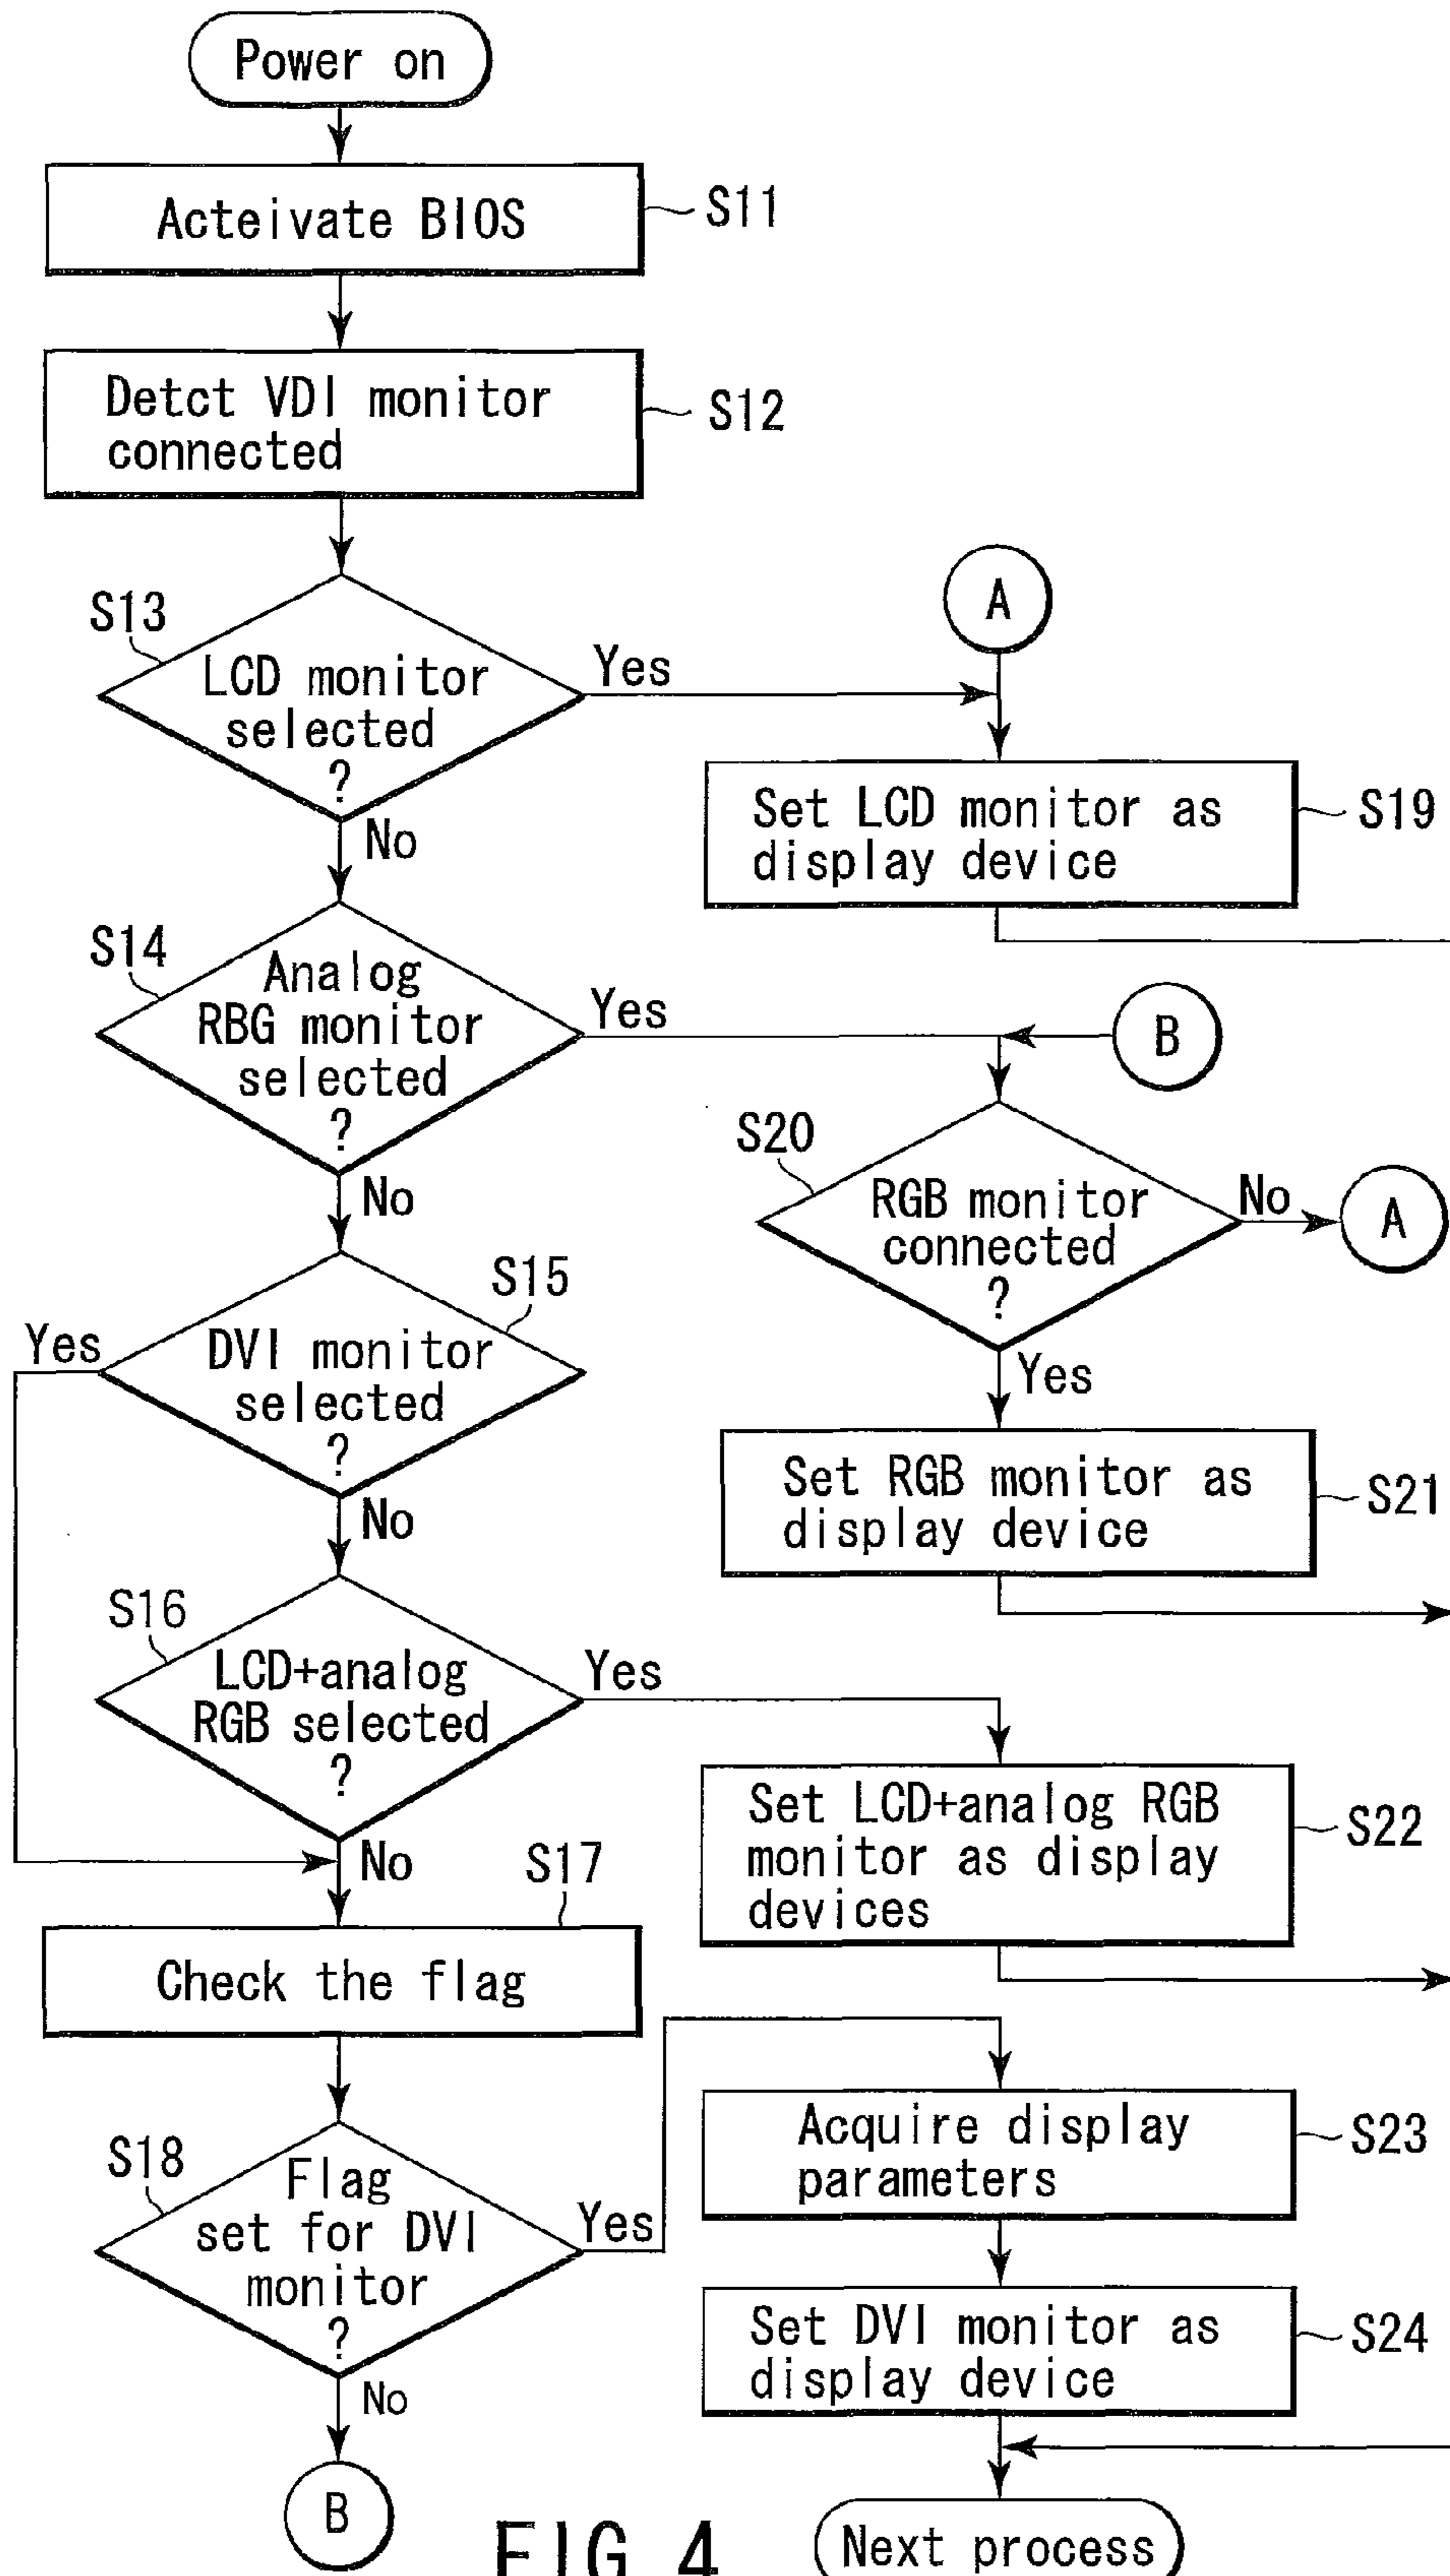 Power on
Acteivate BIOS
S11
Detct VDI monitor
connected
S12
S13
LCD monitor
selected
?
Yes
No
A
Set LCD monitor as
display device
S19
S14
Analog
RBG monitor
selected
?
Yes
No
B
S20
RGB monitor
connected
?
No
A
Yes
S15
DVI monitor
selected
?
Yes
No
Set RGB monitor as
display device
S21
S16
LCD+analog
RGB selected
?
Yes
No
Set LCD+analog RGB
monitor as display
devices
S22
S17
Check the flag
S18
Flag
set for DVI
monitor
?
Yes
No
B
Acquire display
parameters
S23
Set DVI monitor as
display device
S24
Next process
FIG. 4